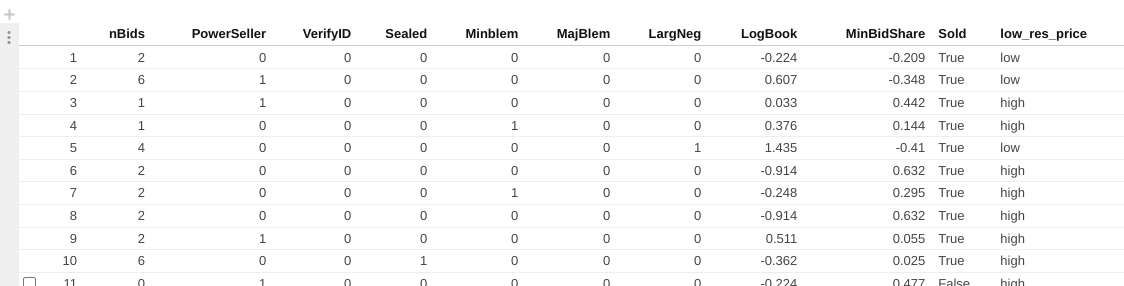 nBids PowerSeller VerifyID Sealed Minblem MajBlem LargNeg LogBook MinBidShare Sold low_res_price
1 2 0 0 0 0 0 0 -0.224 -0.209 True low
2 6 1 0 0 0 0 0 0.607 -0.348 True low
3 1 1 0 0 0 0 0 0.033 0.442 True high
4 1 0 0 0 1 0 0 0.376 0.144 True high
5 4 0 0 0 0 0 1 1.435 -0.41 True low
6 2 0 0 0 0 0 0 -0.914 0.632 True high
7 2 0 0 0 1 0 0 -0.248 0.295 True high
8 2 0 0 0 0 0 0 -0.914 0.632 True high
9 2 1 0 0 0 0 0 0.511 0.055 True high
10 6 0 0 1 0 0 0 -0.362 0.025 True high
11 0 1 0 0 0 0 0 -0.224 0.477 False high